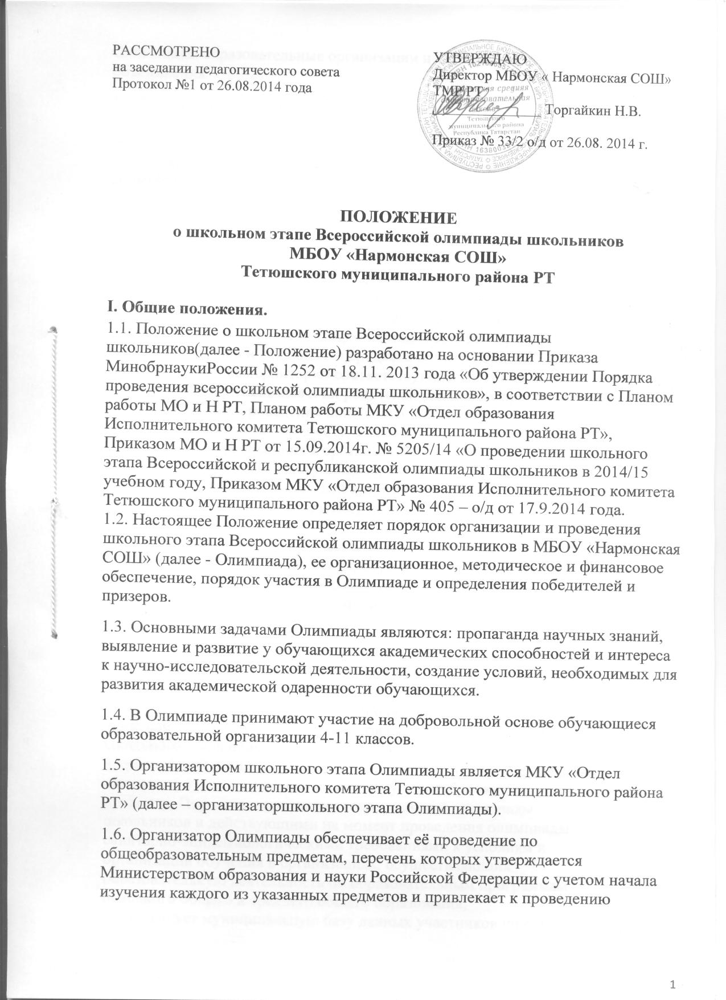 РАССМОТРЕНО
на заседании педагогического совета
Протокол №1 от 26.08.2014 года
УТВЕРЖДАЮ
Директор МБОУ « Нармонская СОШ»
ТМР РТ
Торгайкин Н.В.
Приказ № 33/2 о/д от 26.08. 2014 г.
средняя
общеобразовательная
школа
Тетюшского
муниципального района
Республика Татарстан
ПОЛОЖЕНИЕ
о школьном этапе Всероссийской олимпиады школьников
МБОУ «Нармонская СОШ»
Тетюшского муниципального района РТ
I. Общие положения.
1.1. Положение о школьном этапе Всероссийской олимпиады
школьников(далее - Положение) разработано на основании Приказа
МинобрнаукиРоссии № 1252 от 18.11. 2013 года «Об утверждении Порядка
проведения всероссийской олимпиады школьников», в соответствии с Планом
работы МО и Н РТ, Планом работы МКУ «Отдел образования
Исполнительного комитета Тетюшского муниципального района РТ»,
Приказом МО и Н РТ от 15.09.2014г. № 5205/14 «О проведении школьного
этапа Всероссийской и республиканской олимпиады школьников в 2014/15
учебном году, Приказом МКУ «Отдел образования Исполнительного комитета
Тетюшского муниципального района РТ» № 405 – о/д от 17.9.2014 года.
1.2. Настоящее Положение определяет порядок организации и проведения
школьного этапа Всероссийской олимпиады школьников в МБОУ «Нармонская
СОШ» (далее - Олимпиада), ее организационное, методическое и финансовое
обеспечение, порядок участия в Олимпиаде и определения победителей и
призеров.
1.3. Основными задачами Олимпиады являются: пропаганда научных знаний,
выявление и развитие у обучающихся академических способностей и интереса
к научно-исследовательской деятельности, создание условий, необходимых для
развития академической одаренности обучающихся.
1.4. В Олимпиаде принимают участие на добровольной основе обучающиеся
образовательной организации 4-11 классов.
1.5. Организатором школьного этапа Олимпиады является МКУ «Отдел
образования Исполнительного комитета Тетюшского муниципального района
РТ» (далее – организаторшкольного этапа Олимпиады).
1.6. Организатор Олимпиады обеспечивает её проведение по
общеобразовательным предметам, перечень которых утверждается
Министерством образования и науки Российской Федерации с учетом начала
изучения каждого из указанных предметов и привлекает к проведению
1